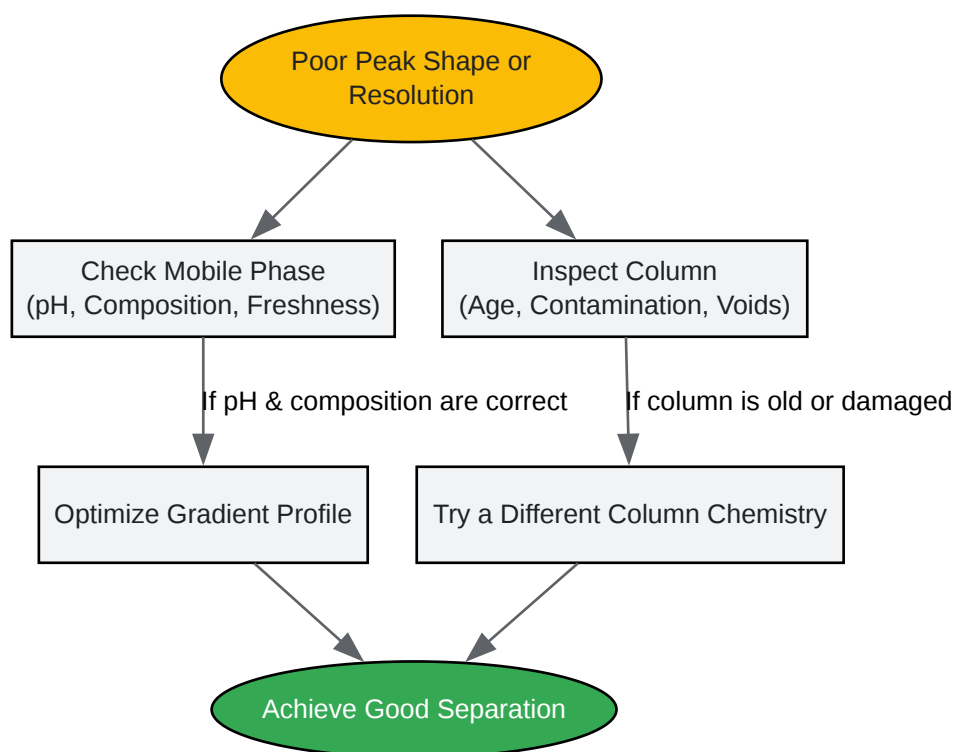 Poor Peak Shape or
Resolution
Check Mobile Phase
(pH, Composition, Freshness)
Inspect Column
(Age, Contamination, Voids)
If pH & composition are correct
If column is old or damaged
Optimize Gradient Profile
Try a Different Column Chemistry
Achieve Good Separation